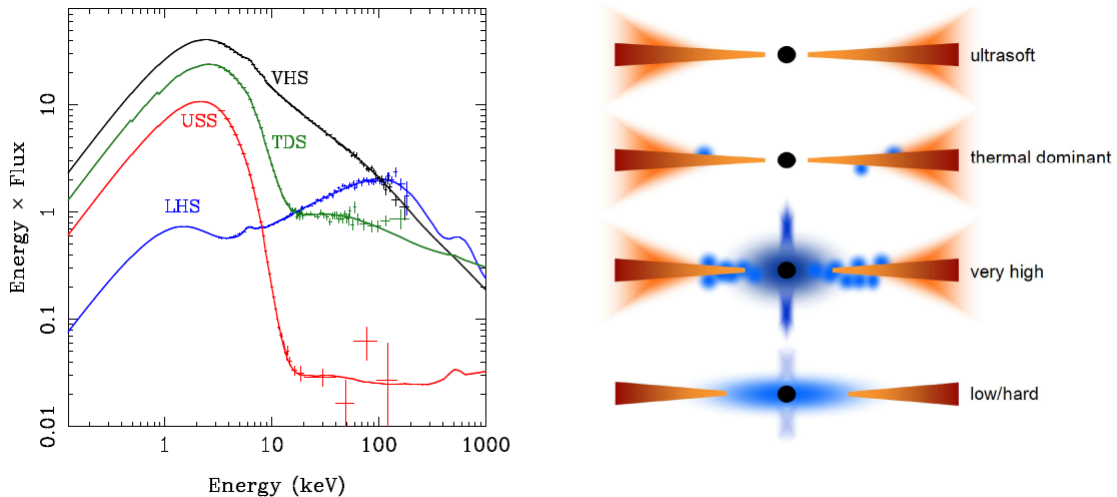 Energy × Flux
10
1
0.1
0.01
VHS
USS
TDS
LHS
1
10
100
1000
Energy (keV)
ultrasoft
thermal dominant
very high
low/hard